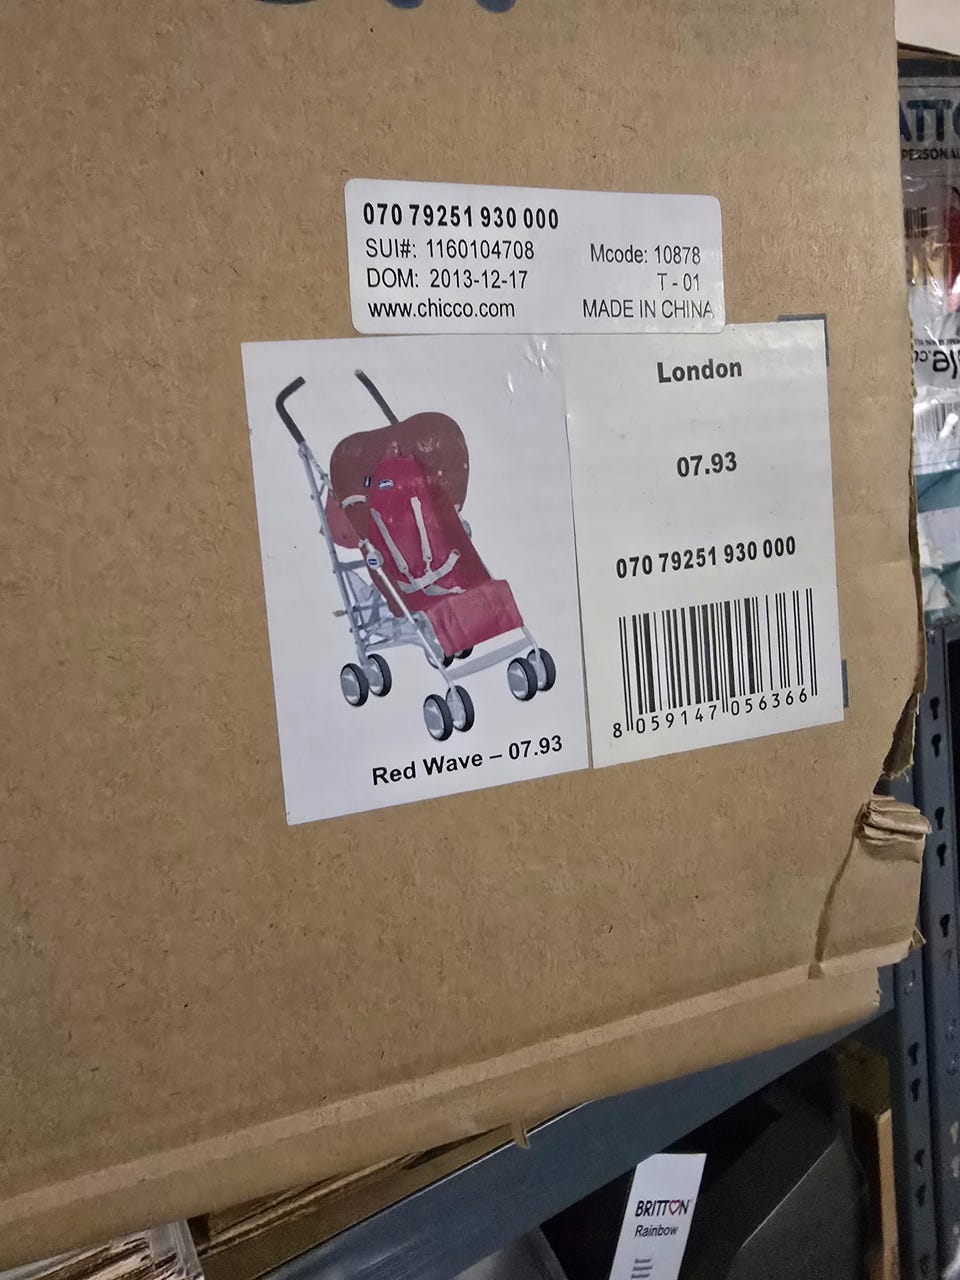 070 79251 930 000
SUI#: 1160104708
Mcode: 10878
DOM: 2013-12-17
T - 01
www.chicco.com
MADE IN CHINA
London
07.93
070 79251 930 000
8 059147 056366
Red Wave – 07.93
PERSONAL
BRITTON
Rainbow